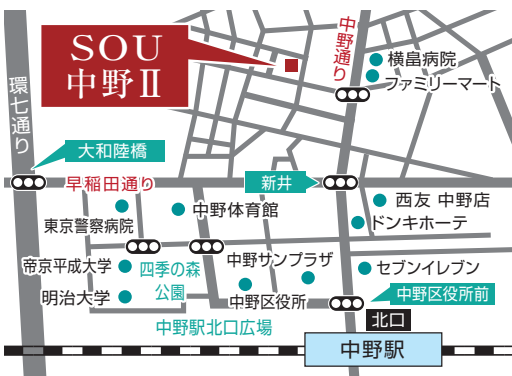 SOU
中野Ⅱ
中野通り
横畠病院
ファミリーマート
環七通り
大和陸橋
早稲田通り
新井
西友 中野店
ドンキホーテ
東京警察病院
中野体育館
帝京平成大学
四季の森
公園
中野サンプラザ
セブンイレブン
明治大学
中野区役所
中野区役所前
中野駅北口広場
北口
中野駅